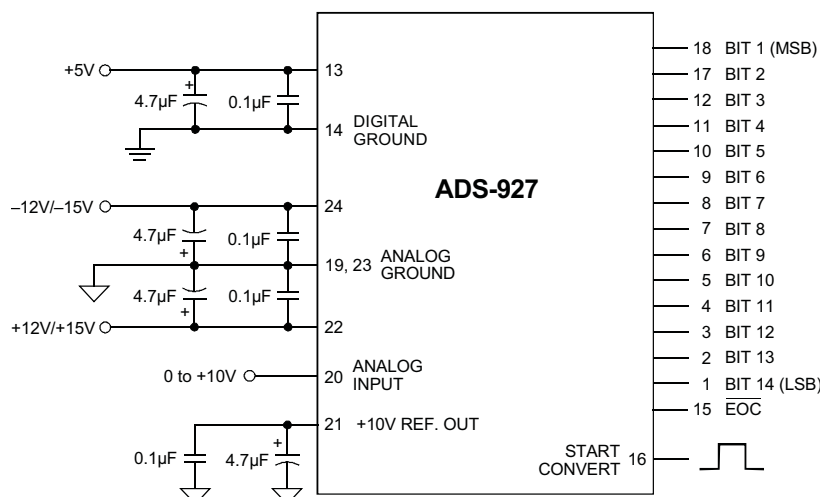 +5V
4.7µF
+
0.1µF
13
14 DIGITAL
GROUND
–12V/–15V
24
4.7µF
+
0.1µF
19, 23 ANALOG
GROUND
4.7µF
+
0.1µF
+12V/+15V
22
0 to +10V
20 ANALOG
INPUT
21 +10V REF. OUT
0.1µF
4.7µF
+
ADS-927
18 BIT 1 (MSB)
17 BIT 2
12 BIT 3
11 BIT 4
10 BIT 5
9 BIT 6
8 BIT 7
7 BIT 8
6 BIT 9
5 BIT 10
4 BIT 11
3 BIT 12
2 BIT 13
1 BIT 14 (LSB)
15 EOC
START
CONVERT 16